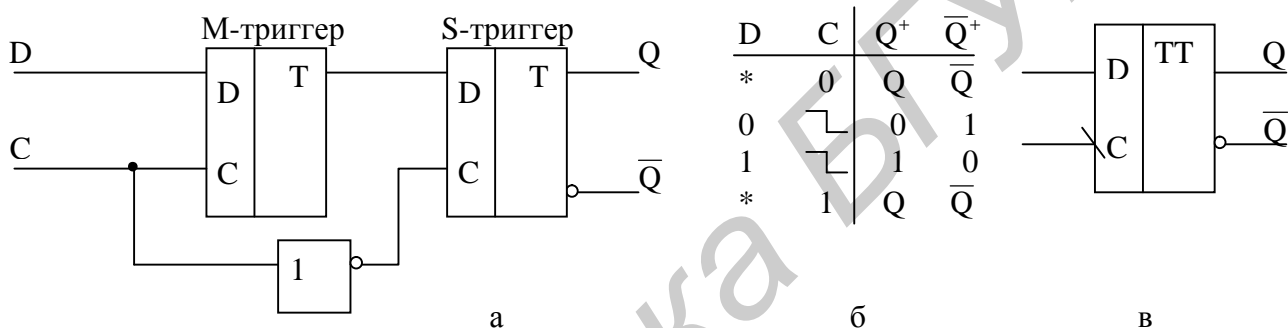 М-триггер
S-триггер
D
D
T
D
T
Q
C
C
C
Q̅
1
а
D C Q⁺ Q̅⁺
* 0 Q Q̅
0 0 1
1 1 0
* 1 Q Q̅
б
D
TT
Q
C
Q̅
в